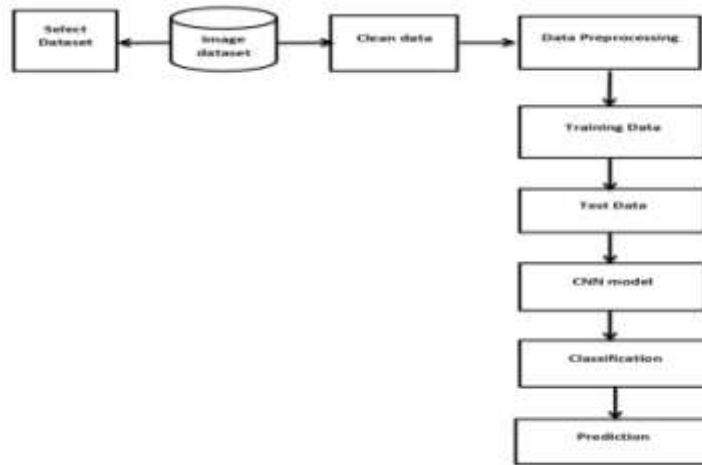 Select
Dataset
Image
dataset
Clean data
Data Preprocessing
Training Data
Test Data
CNN model
Classification
Prediction